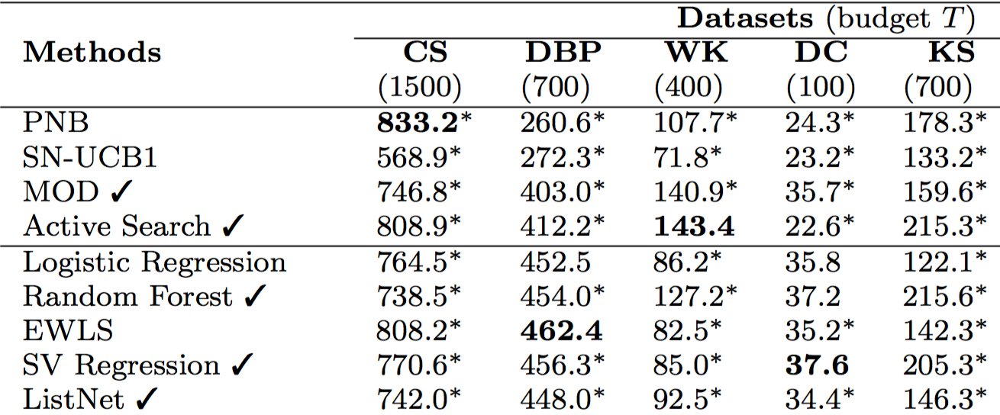 Datasets (budget T)
Methods CS DBP WK DC KS
(1500) (700) (400) (100) (700)
PNB 833.2* 260.6* 107.7* 24.3* 178.3*
SN-UCB1 568.9* 272.3* 71.8* 23.2* 133.2*
MOD ✓ 746.8* 403.0* 140.9* 35.7* 159.6*
Active Search ✓ 808.9* 412.2* 143.4 22.6* 215.3*
Logistic Regression 764.5* 452.5 86.2* 35.8 122.1*
Random Forest ✓ 738.5* 454.0* 127.2* 37.2 215.6*
EWLS 808.2* 462.4 82.5* 35.2* 142.3*
SV Regression ✓ 770.6* 456.3* 85.0* 37.6 205.3*
ListNet ✓ 742.0* 448.0* 92.5* 34.4* 146.3*